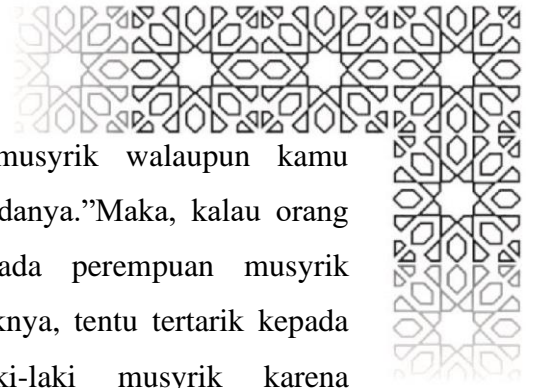 musyrik walaupun kamu
danya.”Maka, kalau orang
ada perempuan musyrik
knya, tentu tertarik kepada
ki-laki musyrik karena